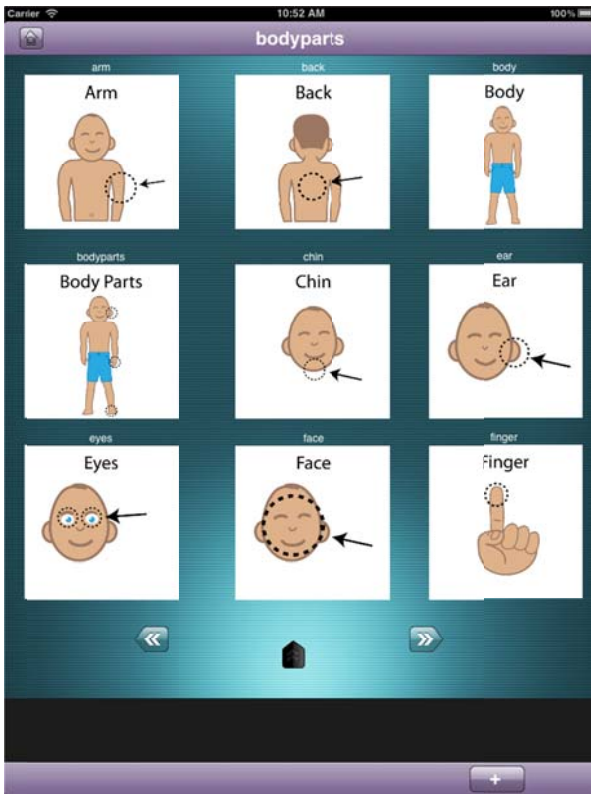 Carrier 10:52 AM 100%
bodyparts
arm back body
Arm Back Body
bodyparts chin ear
Body Parts Chin Ear
eyes face finger
Eyes Face Finger
+